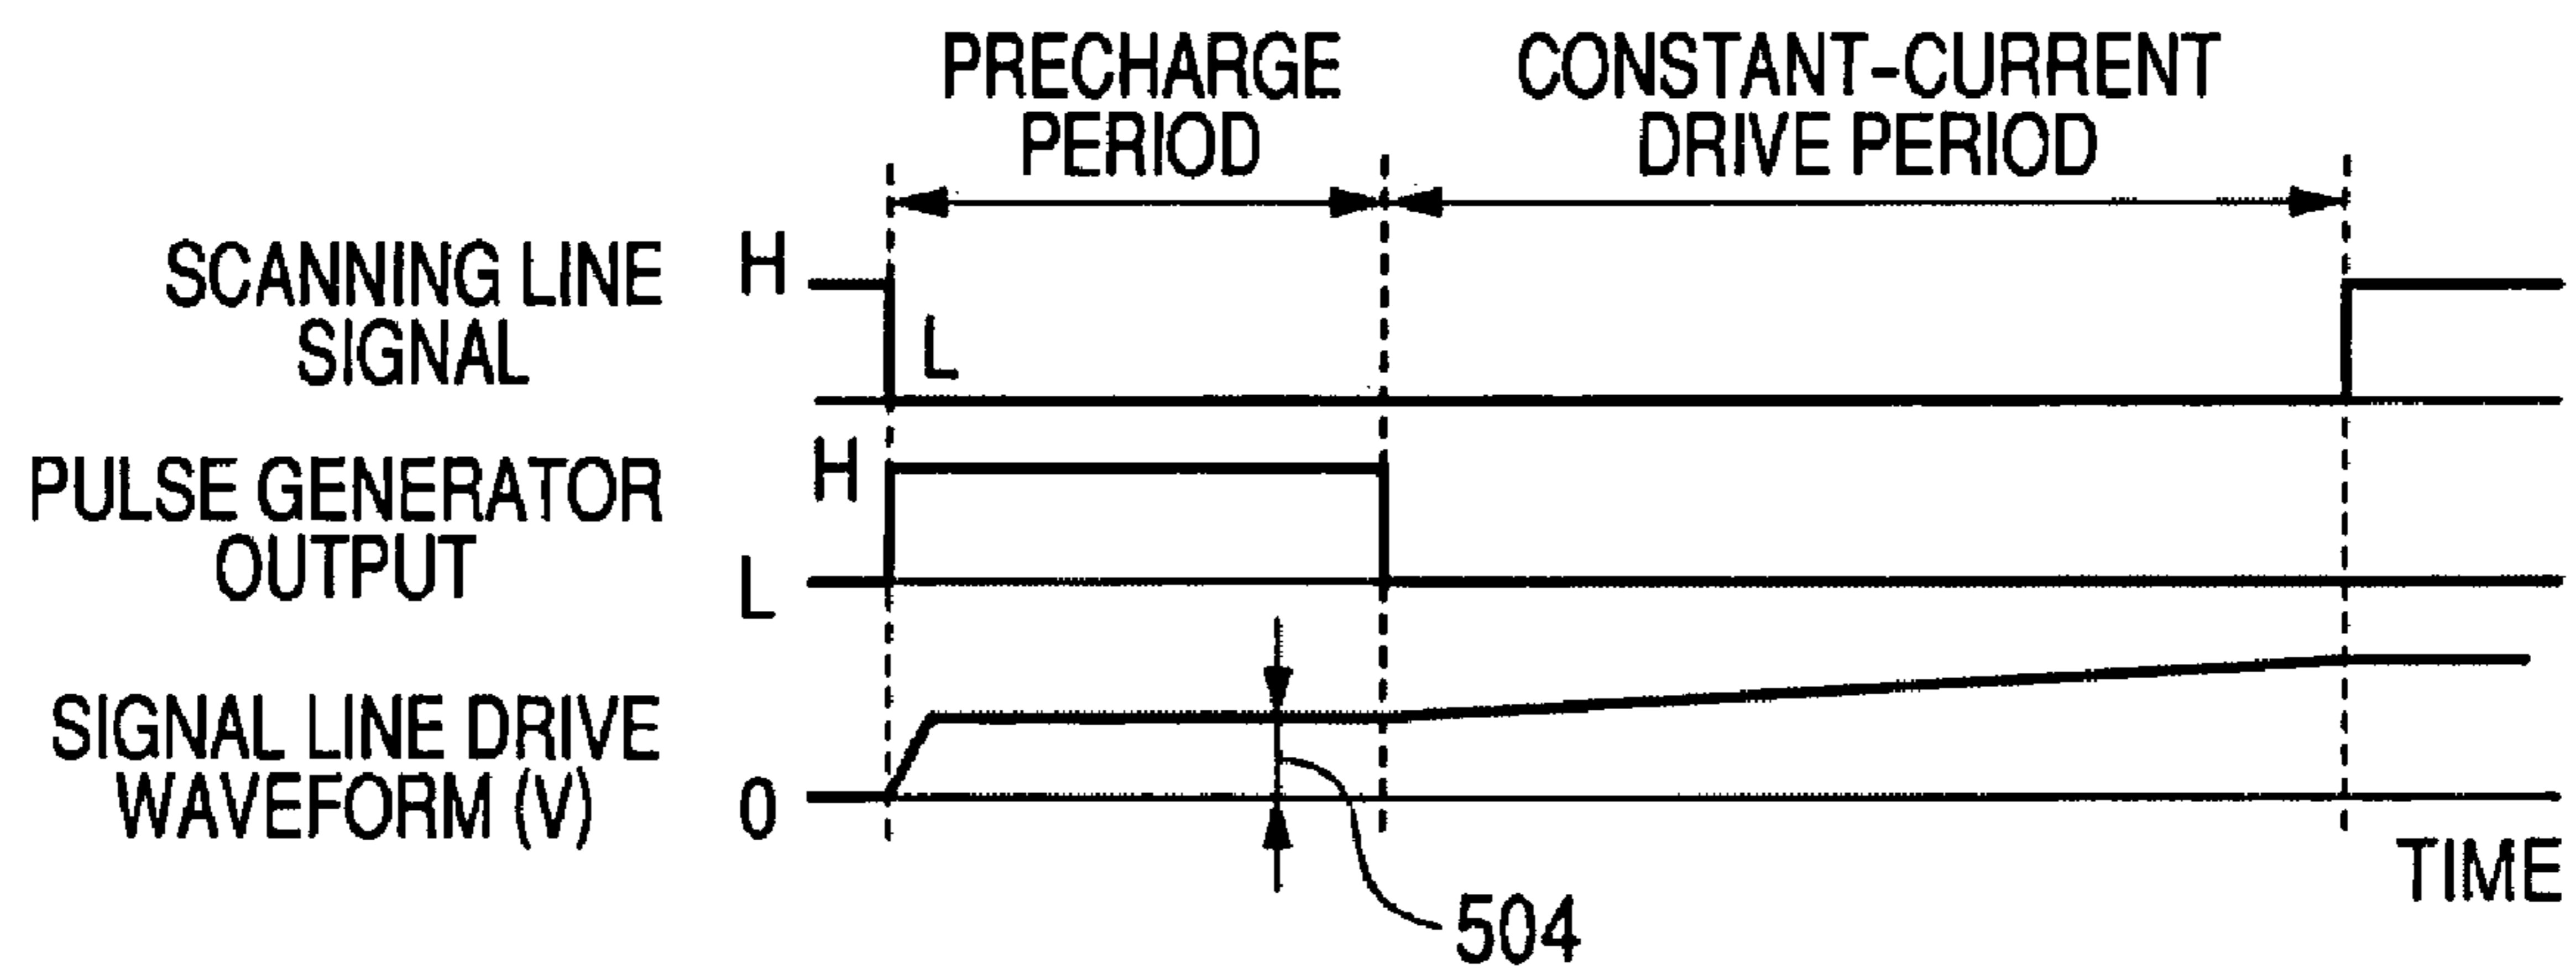 PRECHARGE
PERIOD
CONSTANT-CURRENT
DRIVE PERIOD
SCANNING LINE
SIGNAL
H
L
PULSE GENERATOR
OUTPUT
H
L
SIGNAL LINE DRIVE
WAVEFORM (V)
0
TIME
504